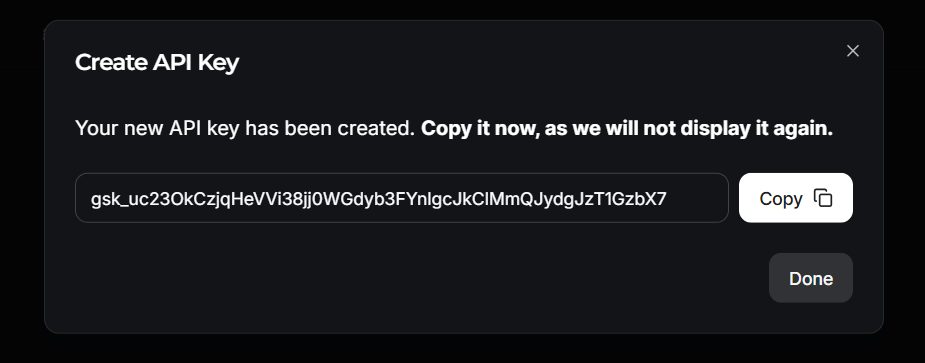 Create API Key
Your new API key has been created. Copy it now, as we will not display it again.
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
Copy
Done